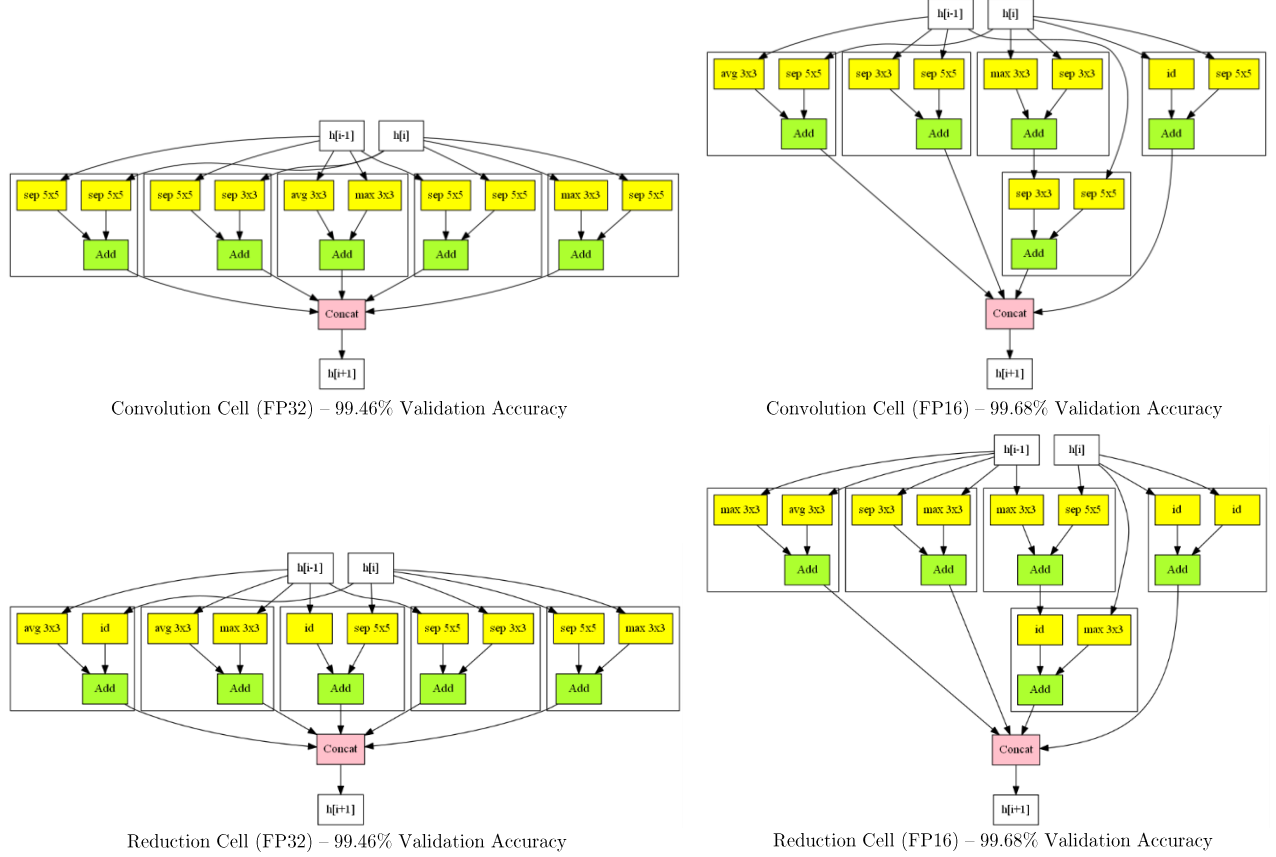 h[i-1] h[i]
avg 3x3 sep 5x5 sep 3x3 sep 5x5 max 3x3 sep 3x3 id sep 5x5
Add Add Add Add
sep 3x3 sep 5x5
Add
Concat
h[i+1]
h[i-1] h[i]
sep 5x5 sep 5x5 sep 5x5 sep 3x3 avg 3x3 max 3x3 sep 5x5 sep 5x5 max 3x3 sep 5x5
Add Add Add Add Add
Concat
h[i+1]
Convolution Cell (FP32) – 99.46% Validation Accuracy
Convolution Cell (FP16) – 99.68% Validation Accuracy
h[i-1] h[i]
max 3x3 avg 3x3 sep 3x3 max 3x3 max 3x3 sep 5x5 id id
Add Add Add Add
id max 3x3
Add
Concat
h[i+1]
h[i-1] h[i]
avg 3x3 id avg 3x3 max 3x3 id sep 5x5 sep 5x5 sep 3x3 sep 5x5 max 3x3
Add Add Add Add Add
Concat
h[i+1]
Reduction Cell (FP32) – 99.46% Validation Accuracy
Reduction Cell (FP16) – 99.68% Validation Accuracy